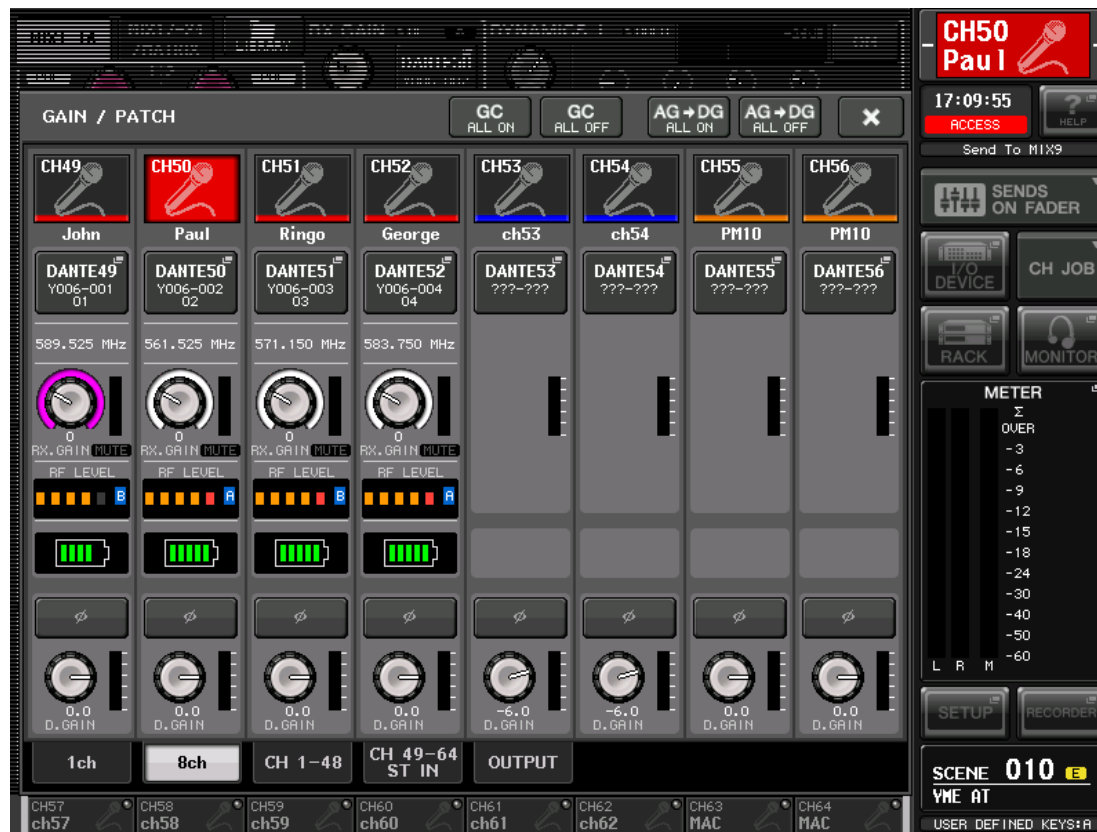 CH50
Paul
17:09:55
ACCESS
?
HELP
Send To MIX9
GAIN / PATCH
GC
ALL ON
GC
ALL OFF
AG→DG
ALL ON
AG→DG
ALL OFF
CH49 CH50 CH51 CH52 CH53 CH54 CH55 CH56
John Paul Ringo George ch53 ch54 PM10 PM10
DANTE49 DANTE50 DANTE51 DANTE52 DANTE53 DANTE54 DANTE55 DANTE56
Y006-001 Y006-002 Y006-003 Y006-004 ???-??? ???-??? ???-??? ???-???
01 02 03 04
589.525 MHz 561.525 MHz 571.150 MHz 583.750 MHz
0 0 0 0
RX.GAIN MUTE RX.GAIN MUTE RX.GAIN MUTE RX.GAIN MUTE
RF LEVEL RF LEVEL RF LEVEL RF LEVEL
B A B A
ø ø ø ø ø ø ø ø
0.0 0.0 0.0 0.0 -6.0 -6.0 0.0 0.0
D.GAIN D.GAIN D.GAIN D.GAIN D.GAIN D.GAIN D.GAIN D.GAIN
1ch
8ch
CH 1-48
CH 49-64
ST IN
OUTPUT
CH57 CH58 CH59 CH60 CH61 CH62 CH63 CH64
ch57 ch58 ch59 ch60 ch61 ch62 MAC MAC
SENDS
ON FADER
I/O
DEVICE
CH JOB
RACK
MONITOR
METER
Σ
OVER
-3
-6
-9
-12
-15
-18
-24
-30
-40
-50
-60
L R M
SETUP
RECORDER
SCENE 010 E
YME AT
USER DEFINED KEYS:A